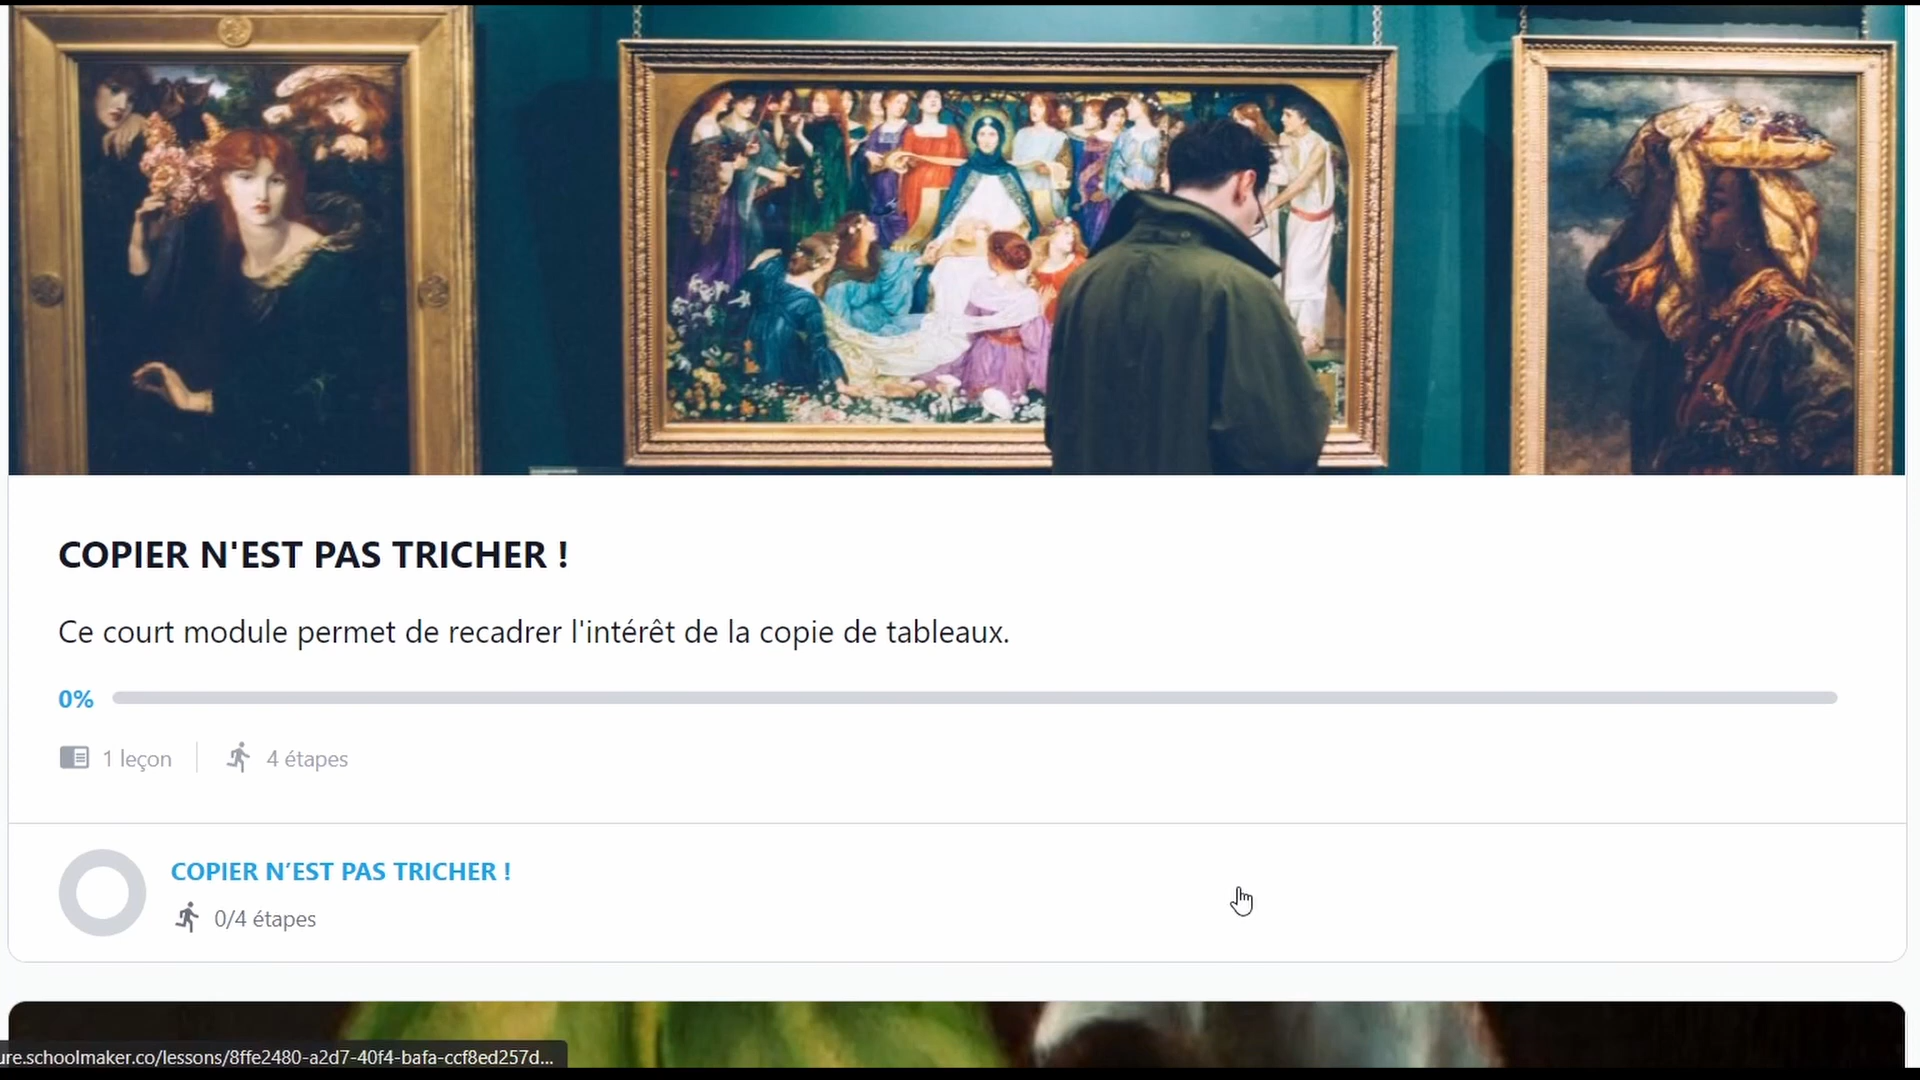 COPIER N'EST PAS TRICHER !
Ce court module permet de recadrer l'intérêt de la copie de tableaux.
0%
1 leçon
4 étapes
COPIER N’EST PAS TRICHER !
0/4 étapes
ure.schoolmaker.co/lessons/8ffe2480-a2d7-40f4-bafa-ccf8ed257d...